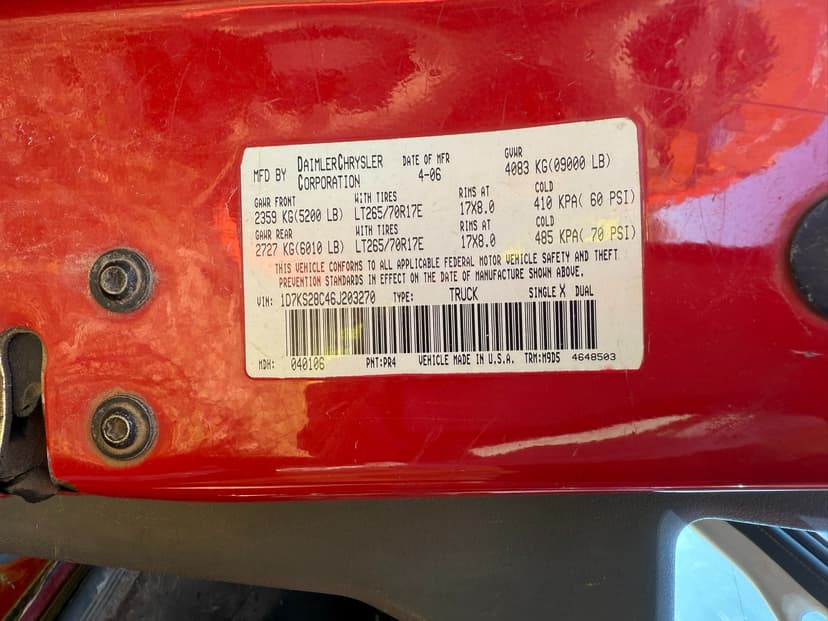 MFD BY DAIMLERCHRYSLER CORPORATION DATE OF MFR 4-06 GVWR 4083 KG(09000 LB)
GAWR FRONT WITH TIRES RIMS AT COLD
2359 KG(5200 LB) LT265/70R17E 17X8.0 410 KPA( 60 PSI)
GAWR REAR WITH TIRES RIMS AT COLD
2727 KG(6010 LB) LT265/70R17E 17X8.0 485 KPA( 70 PSI)
THIS VEHICLE CONFORMS TO ALL APPLICABLE FEDERAL MOTOR VEHICLE SAFETY AND THEFT
PREVENTION STANDARDS IN EFFECT ON THE DATE OF MANUFACTURE SHOWN ABOVE.
VIN: 1D7KS28C46J203270 TYPE: TRUCK SINGLE X DUAL
MDH: 040106 PNT:PR4 VEHICLE MADE IN U.S.A. TRM:M9D5 4648503